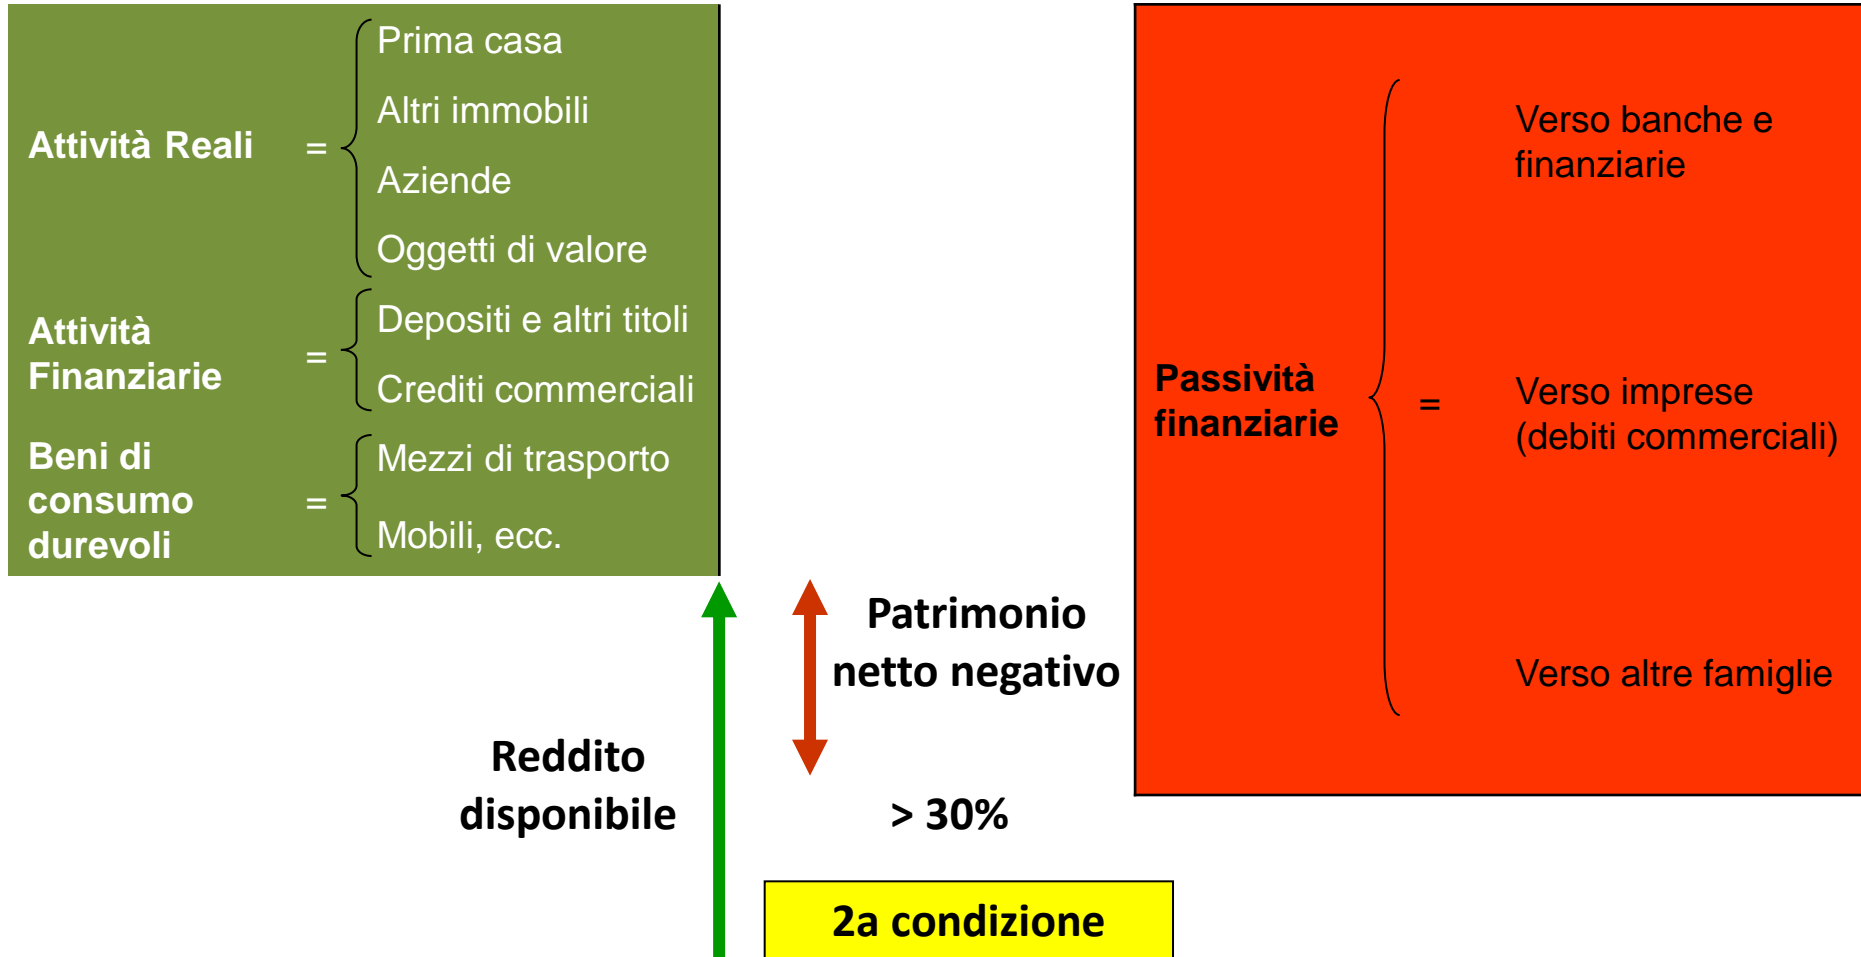 Attività Reali
=
Prima casa
Altri immobili
Aziende
Oggetti di valore
Attività
Finanziarie
=
Depositi e altri titoli
Crediti commerciali
Beni di
consumo
durevoli
=
Mezzi di trasporto
Mobili, ecc.
Passività
finanziarie
=
Verso banche e
finanziarie
Verso imprese
(debiti commerciali)
Verso altre famiglie
Patrimonio
netto negativo
Reddito
disponibile
> 30%
2a condizione